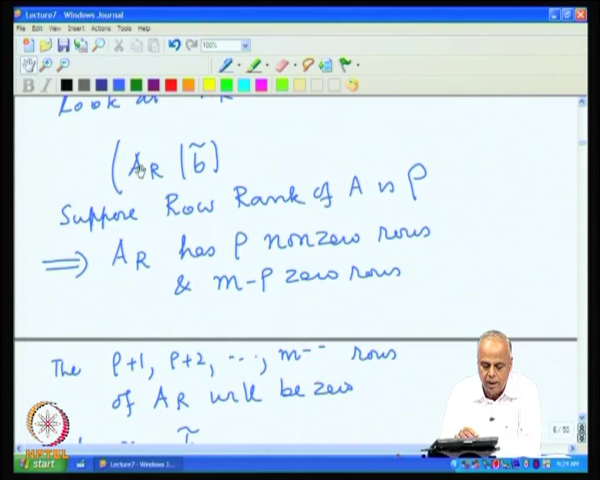 Lecture7 - Windows Journal
File Edit View Insert Actions Tools Help
100%
B I
Look at
(A_R | b̃)
Suppose Row Rank of A is ρ
⟹ A_R has ρ nonzero rows
& m-ρ zero rows
The ρ+1, ρ+2, ..., m-- rows
of A_R will be zero
6 / 50
NPTEL
start
Lecture7 - Windows J...